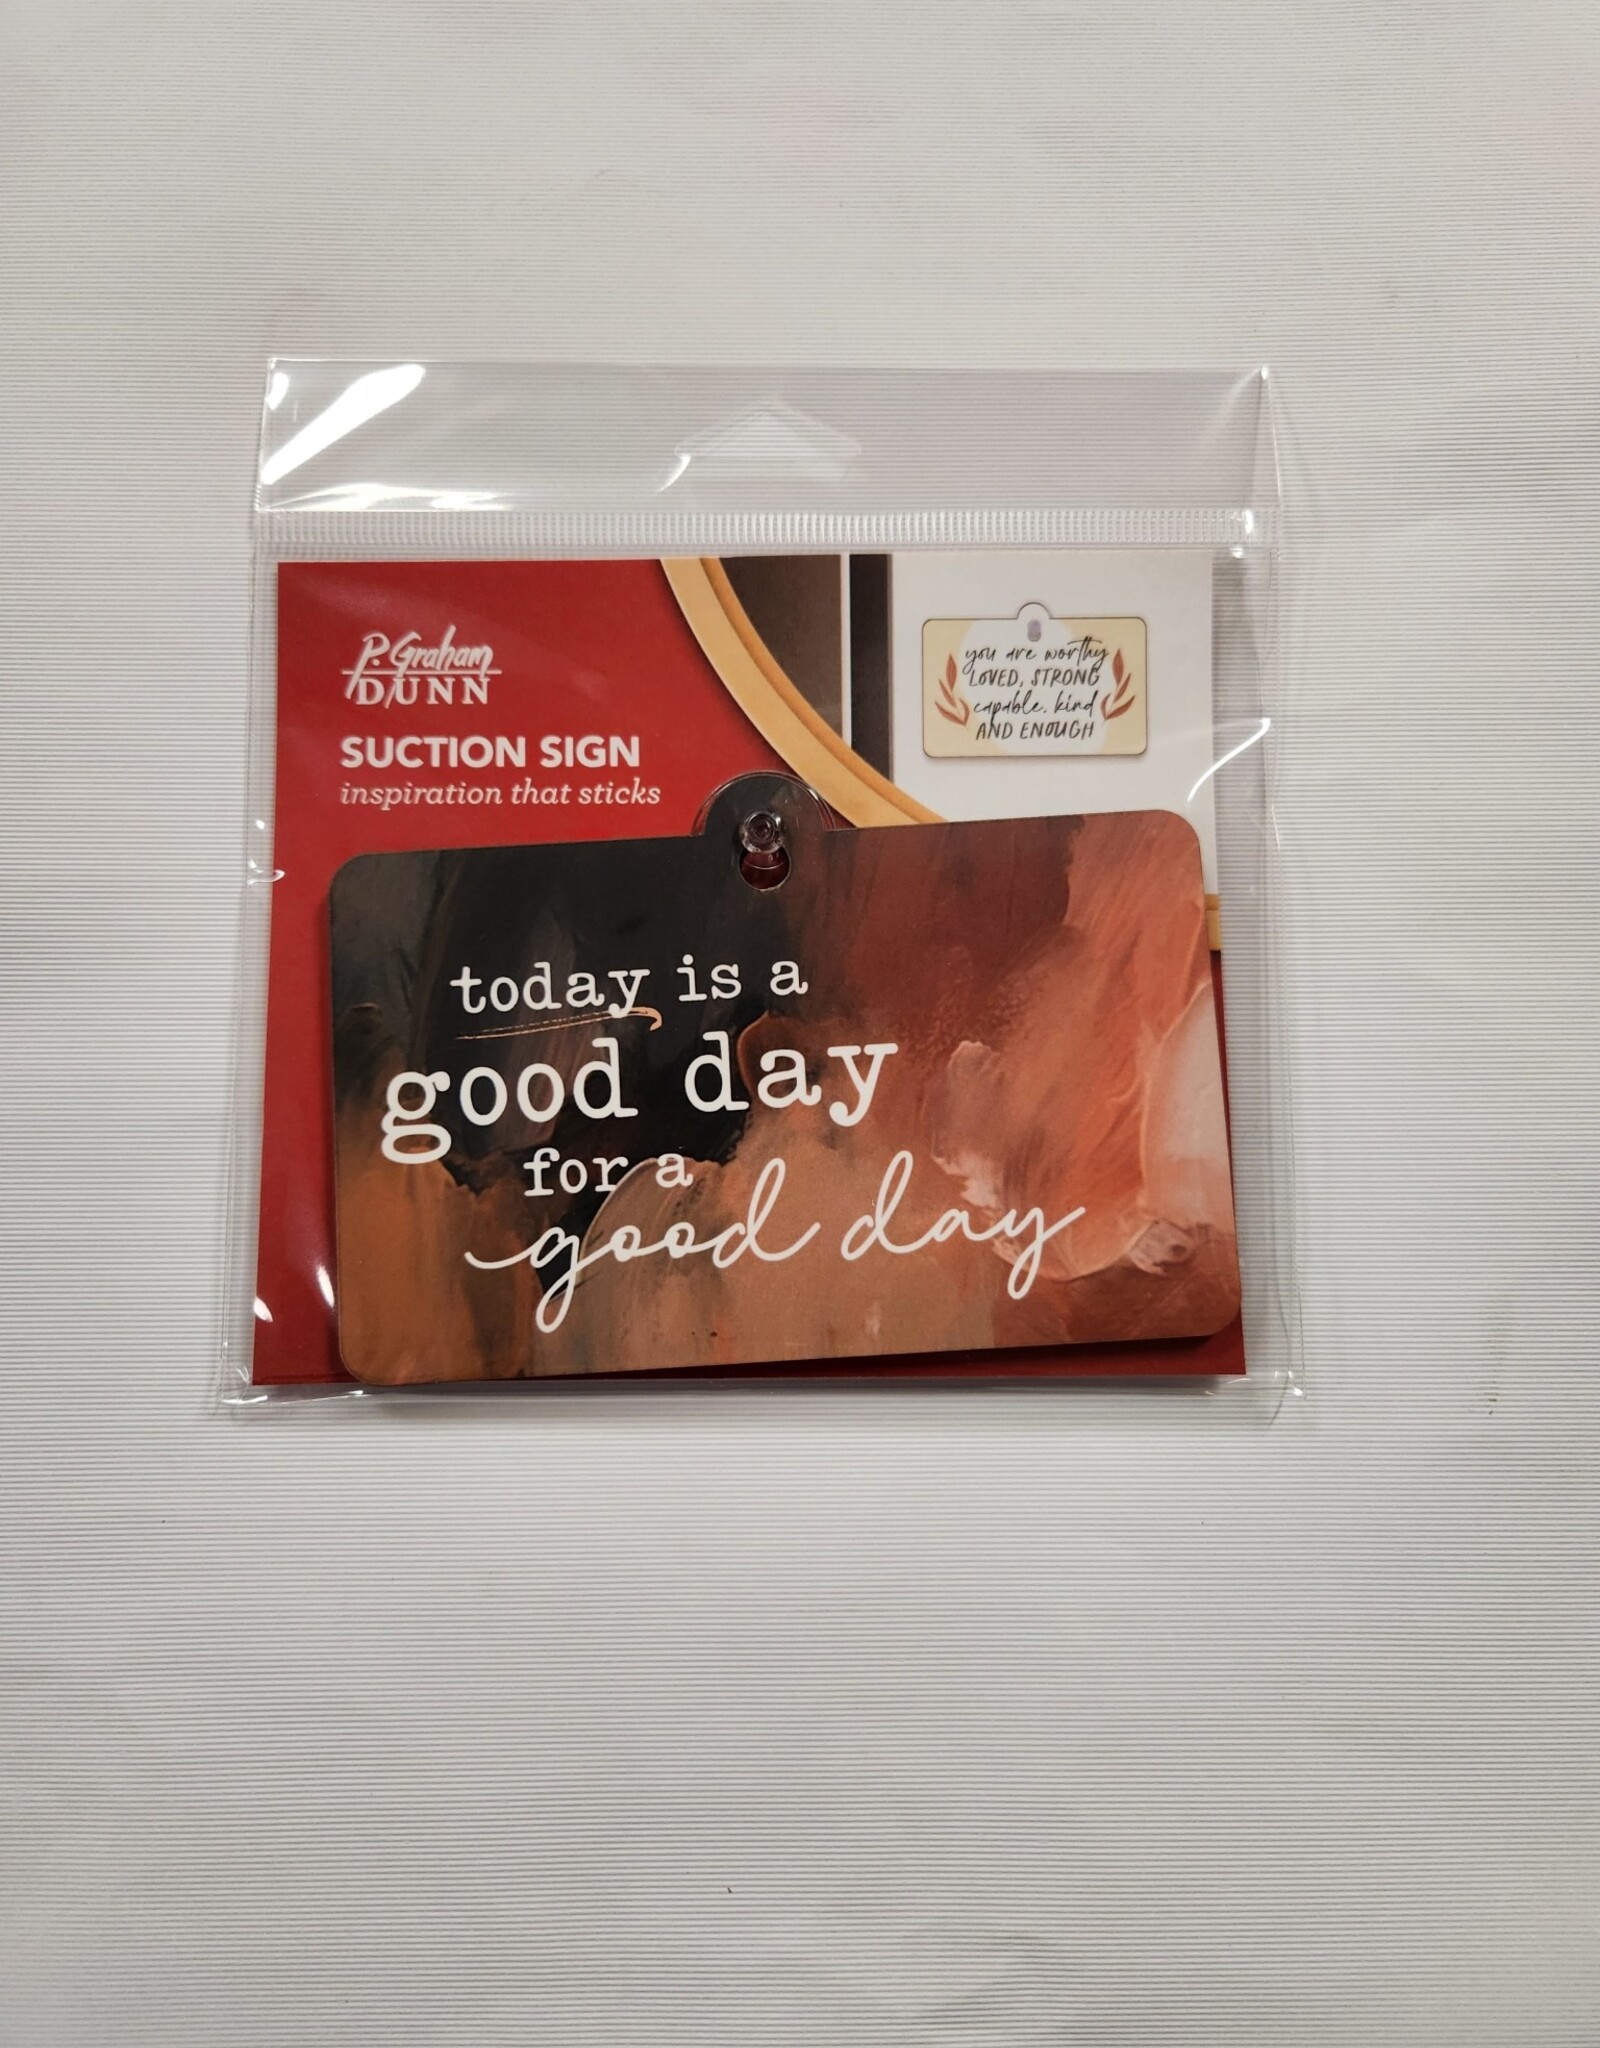 P. Graham
DUNN
SUCTION SIGN
inspiration that sticks
you are worthy
LOVED, STRONG
capable. kind
AND ENOUGH
today is a
good day
for a
good day